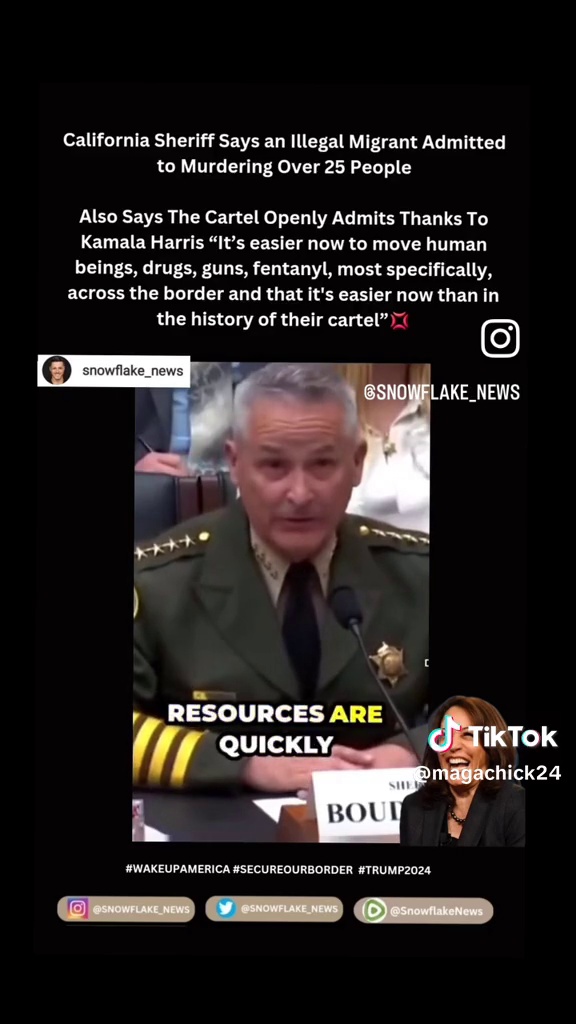 California Sheriff Says an Illegal Migrant Admitted
to Murdering Over 25 People
Also Says The Cartel Openly Admits Thanks To
Kamala Harris “It’s easier now to move human
beings, drugs, guns, fentanyl, most specifically,
across the border and that it's easier now than in
the history of their cartel”
snowflake_news
@SNOWFLAKE_NEWS
RESOURCES ARE
QUICKLY
TikTok
@magachick24
#WAKEUPAMERICA #SECUREOURBORDER #TRUMP2024
@SNOWFLAKE_NEWS
@SNOWFLAKE_NEWS
@SnowflakeNews